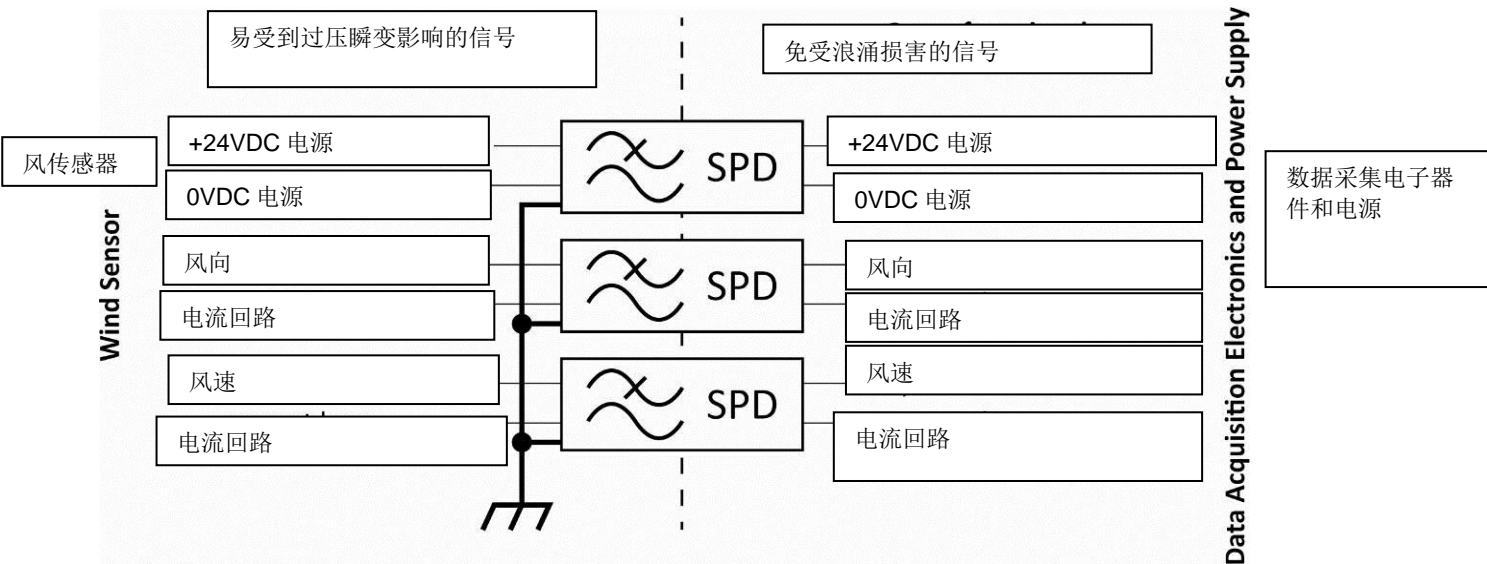 易受到过压瞬变影响的信号
免受浪涌损害的信号
风传感器
Wind Sensor
+24VDC 电源
0VDC 电源
风向
电流回路
风速
电流回路
SPD
SPD
SPD
+24VDC 电源
0VDC 电源
风向
电流回路
风速
电流回路
Data Acquisition Electronics and Power Supply
数据采集电子器
件和电源